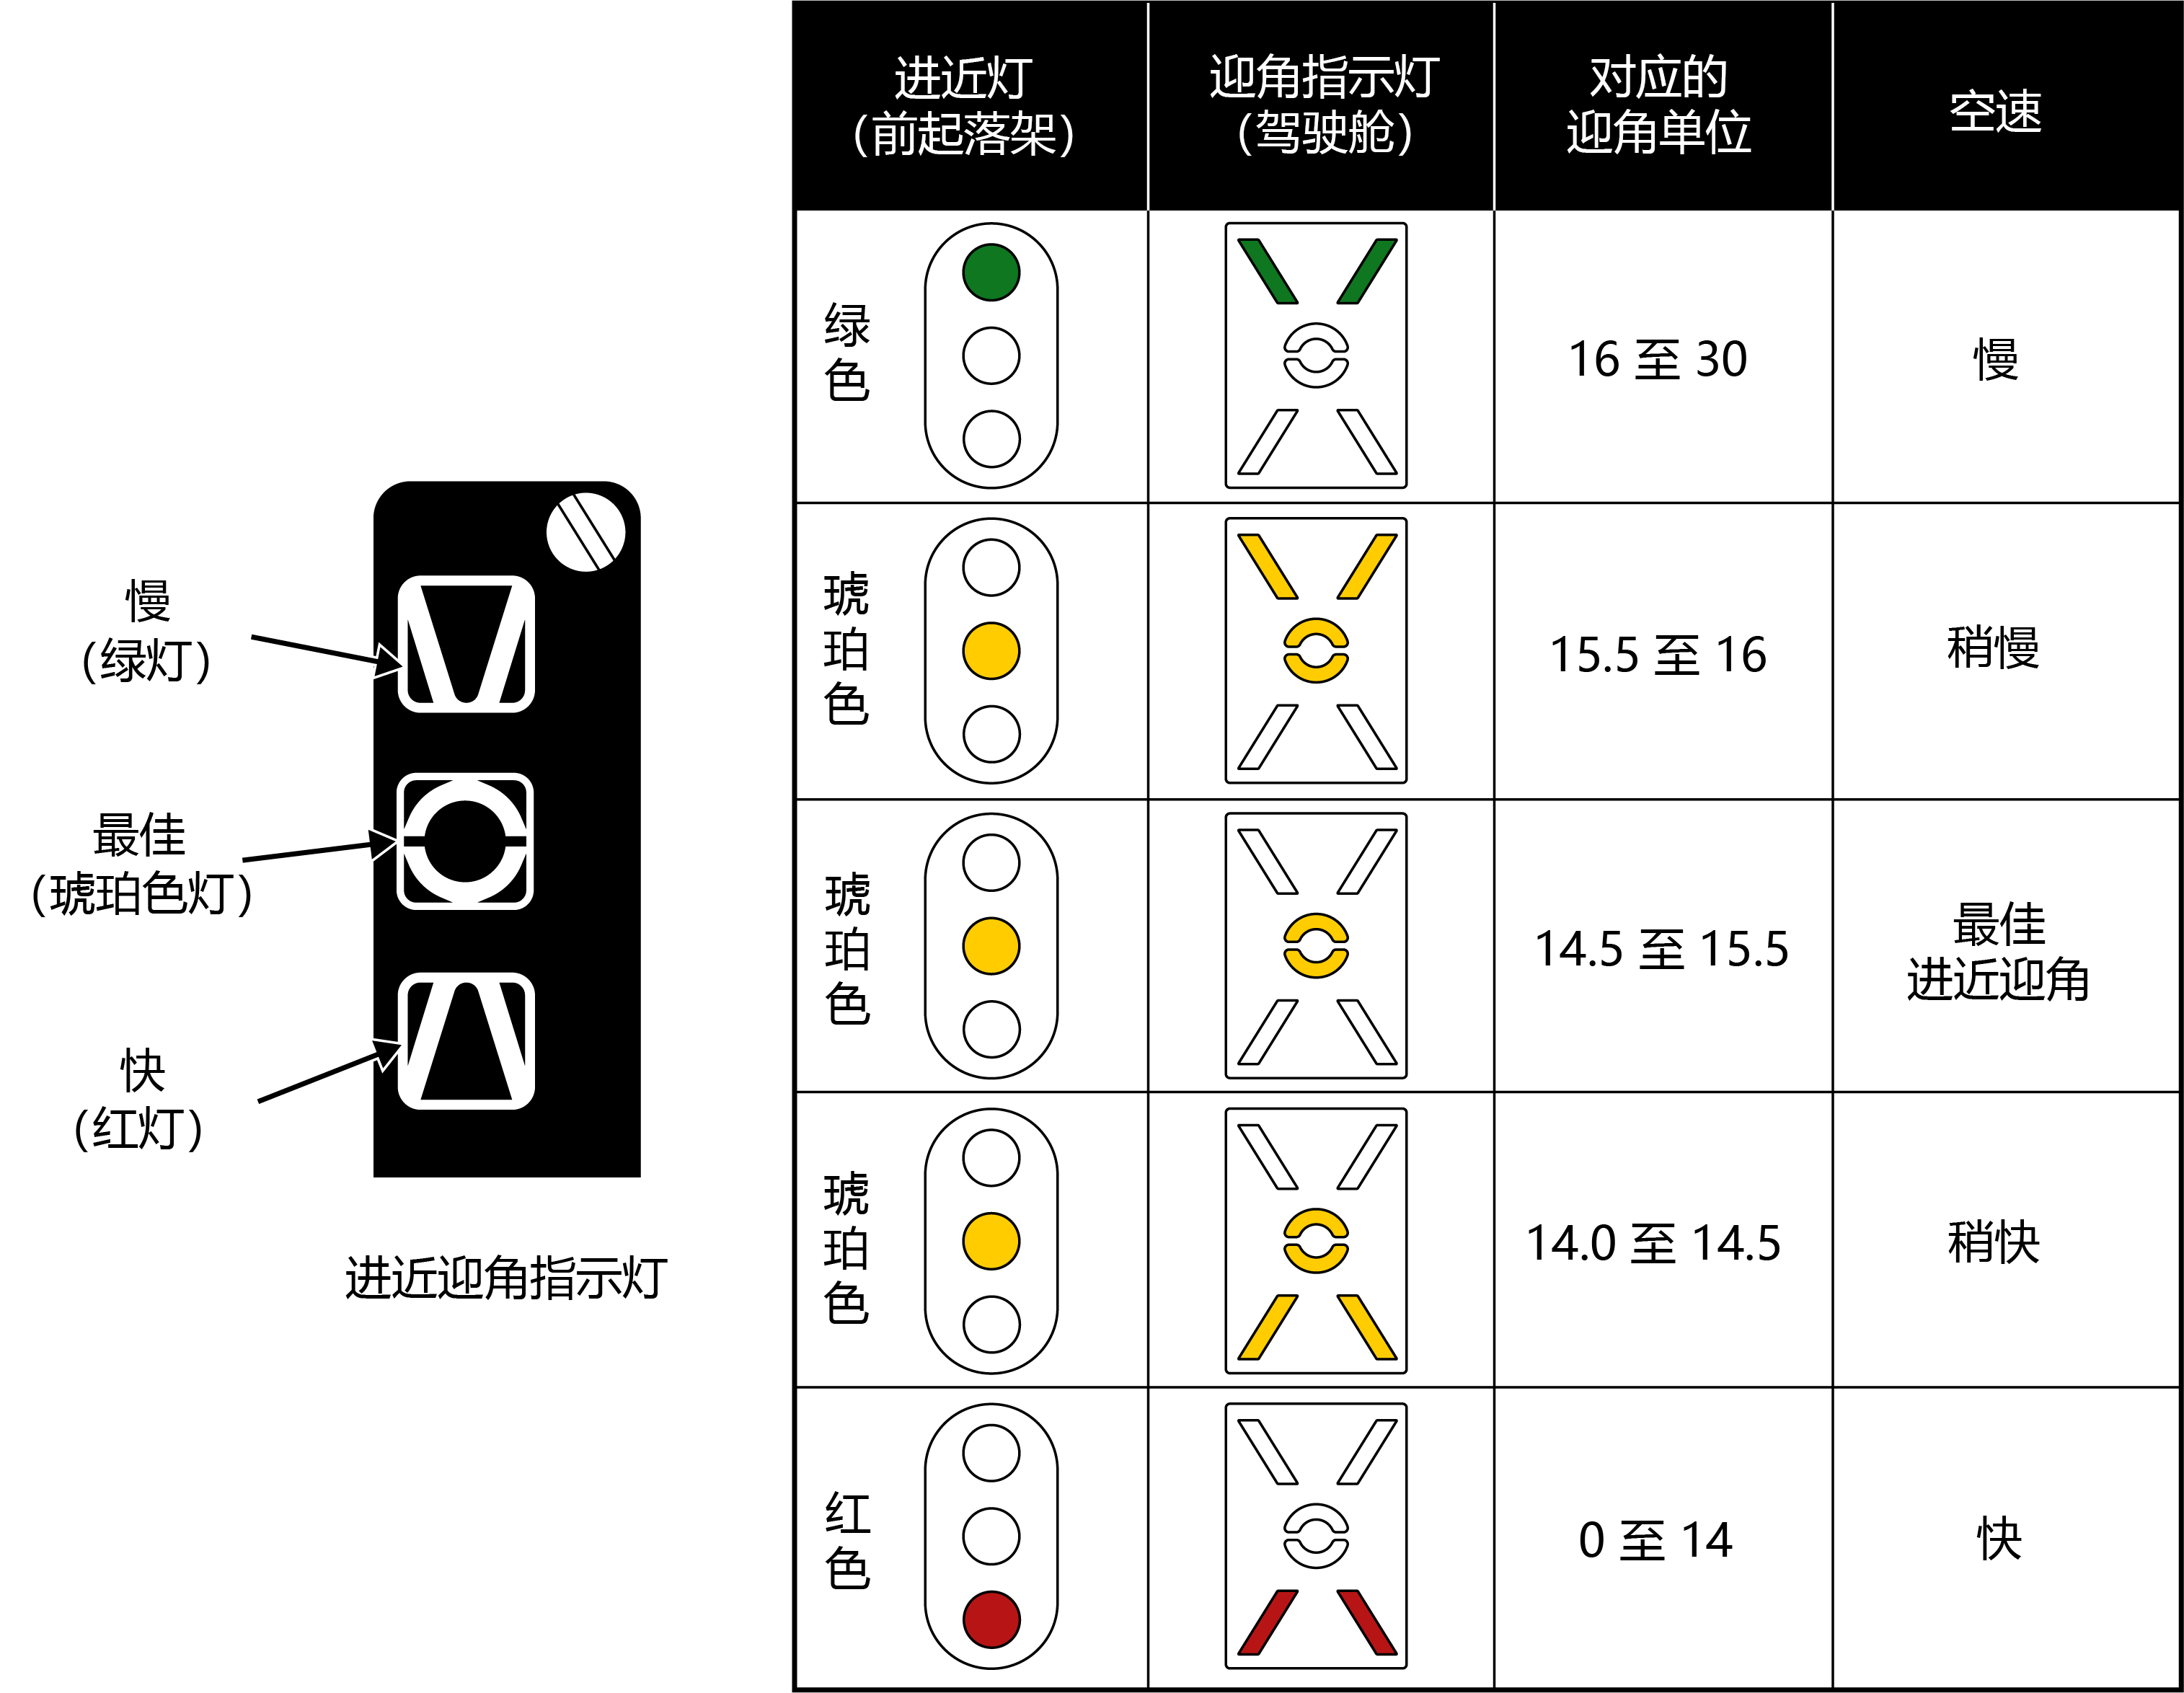 慢
（绿灯）
最佳
（琥珀色灯）
快
（红灯）
进近迎角指示灯
进近灯
（前起落架）
迎角指示灯
（驾驶舱）
对应的
迎角单位
空速
绿
色
16 至 30
慢
琥
珀
色
15.5 至 16
稍慢
琥
珀
色
14.5 至 15.5
最佳
进近迎角
琥
珀
色
14.0 至 14.5
稍快
红
色
0 至 14
快